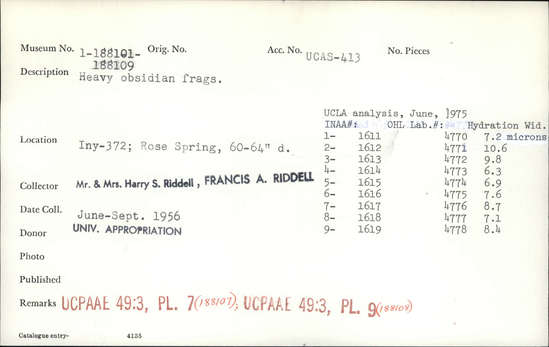 Museum No. 1-188101- Orig. No. Acc. No. UCAS-413 No. Pieces
188109
Description Heavy obsidian frags.
UCLA analysis, June, 1975
INAA#: OHL Lab.#: Hydration Wid.
1- 1611 4770 7.2 microns
Location Iny-372; Rose Spring, 60-64" d. 2- 1612 4771 10.6
3- 1613 4772 9.8
4- 1614 4773 6.3
Collector Mr. & Mrs. Harry S. Riddell, FRANCIS A. RIDDELL 5- 1615 4774 6.9
6- 1616 4775 7.6
Date Coll. June-Sept. 1956 7- 1617 4776 8.7
Donor UNIV. APPROPRIATION 8- 1618 4777 7.1
9- 1619 4778 8.4
Photo
Published
Remarks UCPAAE 49:3, PL. 7 (188107); UCPAAE 49:3, PL. 9 (188108)
Catalogue entry- 4135